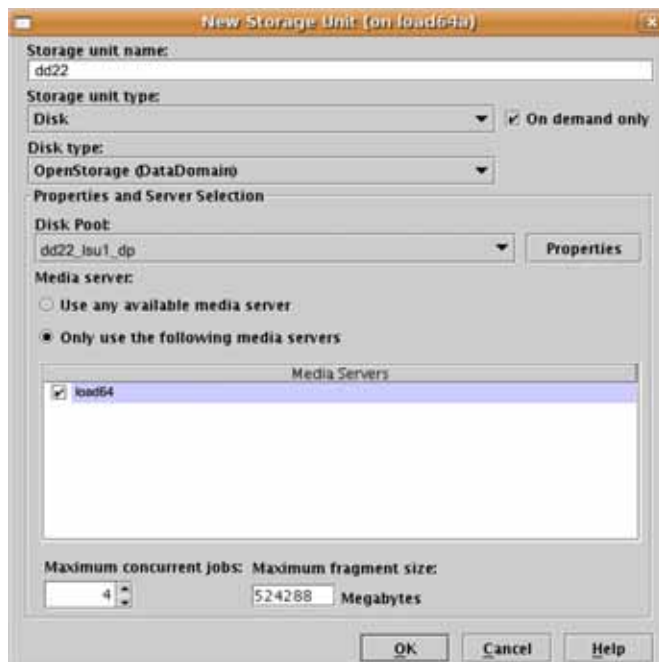 New Storage Unit (on load64a)
Storage unit name:
dd22
Storage unit type:
Disk
On demand only
Disk type:
OpenStorage (DataDomain)
Properties and Server Selection
Disk Pool:
dd22_lsu1_dp
Properties
Media server:
Use any available media server
Only use the following media servers
Media Servers
load64
Maximum concurrent jobs: Maximum fragment size:
4 524288 Megabytes
OK Cancel Help